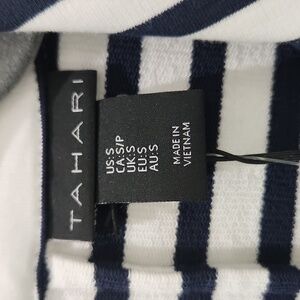 TAHARI
US:S
CA:S/P
UK:S
EU:S
AU:S
MADE IN
VIETNAM